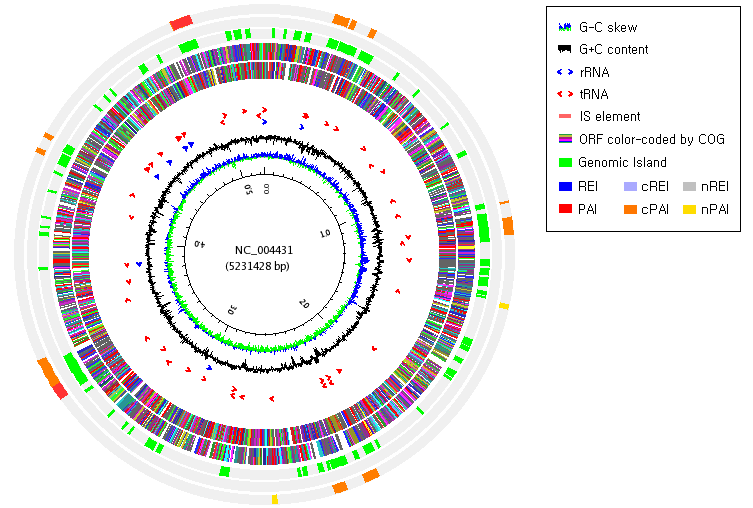 G-C skew
G+C content
rRNA
tRNA
IS element
ORF color-coded by COG
Genomic Island
REI cREI nREI
PAI cPAI nPAI
0.0
5.0
1.0
4.0
NC_004431
(5231428 bp)
2.0
3.0